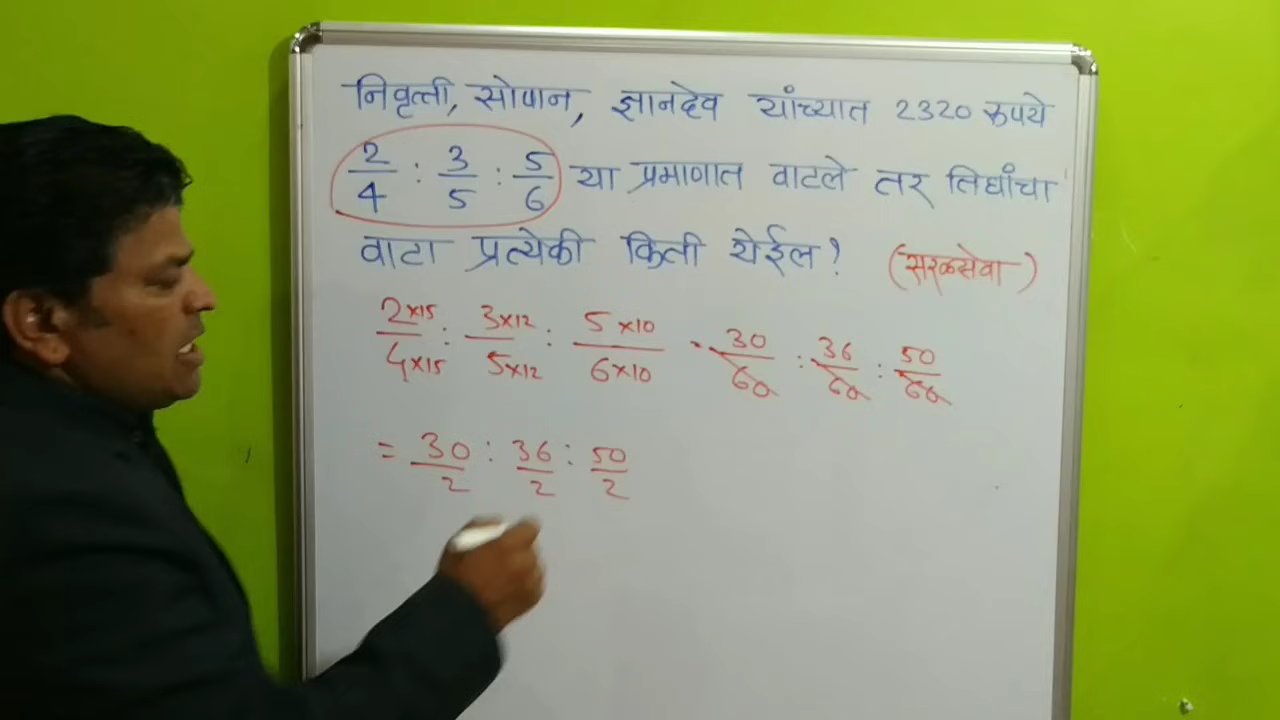 निवृत्ती, सोपान, ज्ञानदेव यांच्यात 2320 रुपये
2/4 : 3/5 : 5/6 या प्रमाणात वाटले तर तिघांचा
वाटा प्रत्येकी किती येईल? (सरळसेवा)
2×15/4×15 : 3×12/5×12 : 5×10/6×10 = 30/60 : 36/60 : 50/60
= 30/2 : 36/2 : 50/2